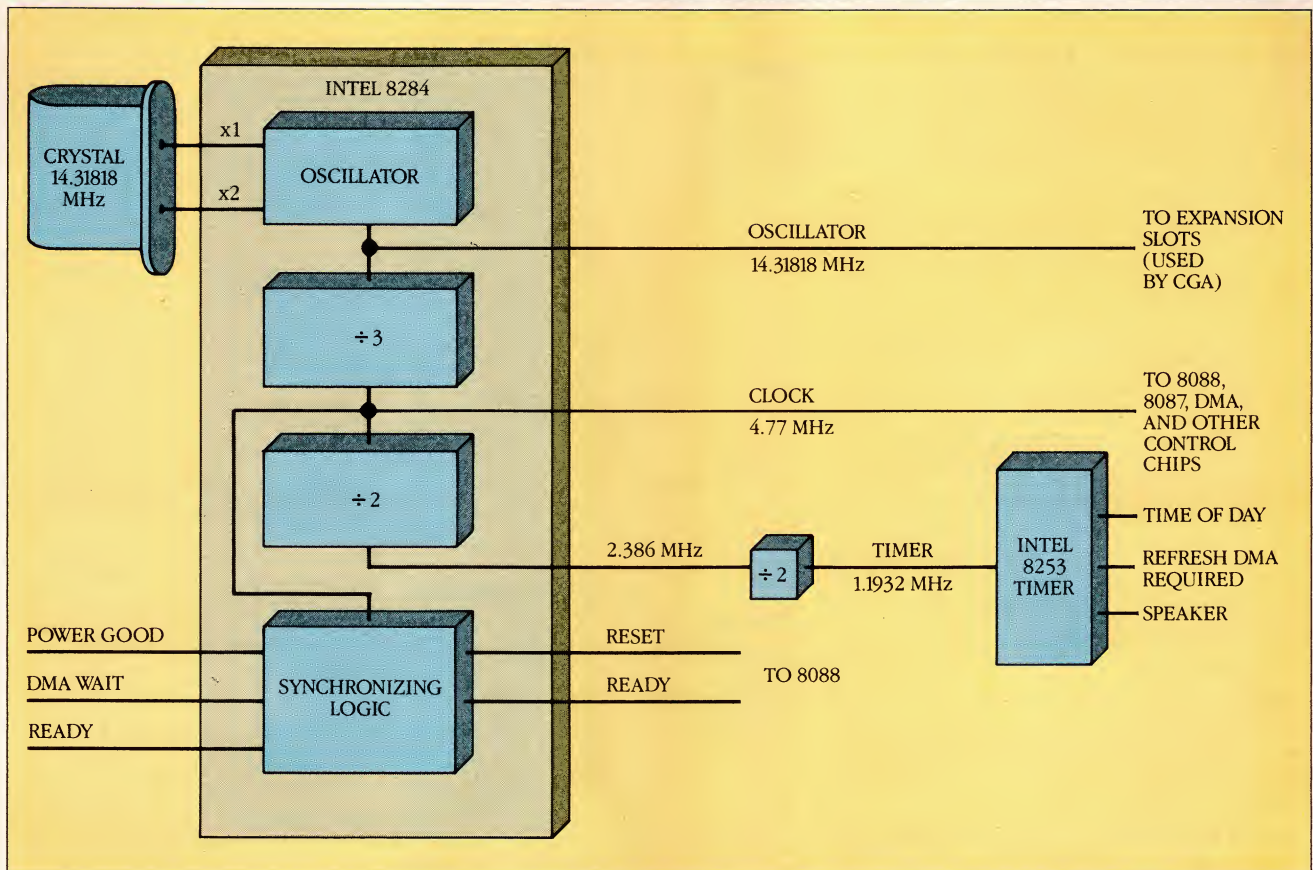 INTEL 8284
x1
CRYSTAL
14.31818
MHz
OSCILLATOR
x2
OSCILLATOR
14.31818 MHz
TO EXPANSION
SLOTS
(USED
BY CGA)
÷3
CLOCK
4.77 MHz
TO 8088,
8087, DMA,
AND OTHER
CONTROL
CHIPS
÷2
2.386 MHz
÷2
TIMER
1.1932 MHz
INTEL
8253
TIMER
TIME OF DAY
REFRESH DMA
REQUIRED
SPEAKER
POWER GOOD
DMA WAIT
READY
SYNCHRONIZING
LOGIC
RESET
READY
TO 8088